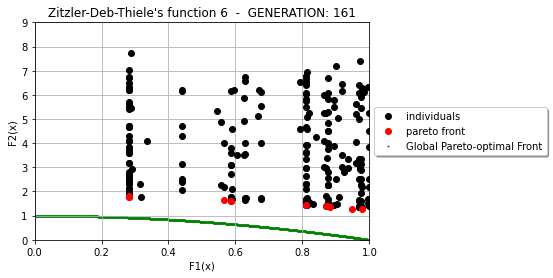 Zitzler-Deb-Thiele's function 6 - GENERATION: 161
9
8
7
6
5
4
3
2
1
0
F2(x)
0.0 0.2 0.4 0.6 0.8 1.0
F1(x)
individuals
pareto front
Global Pareto-optimal Front